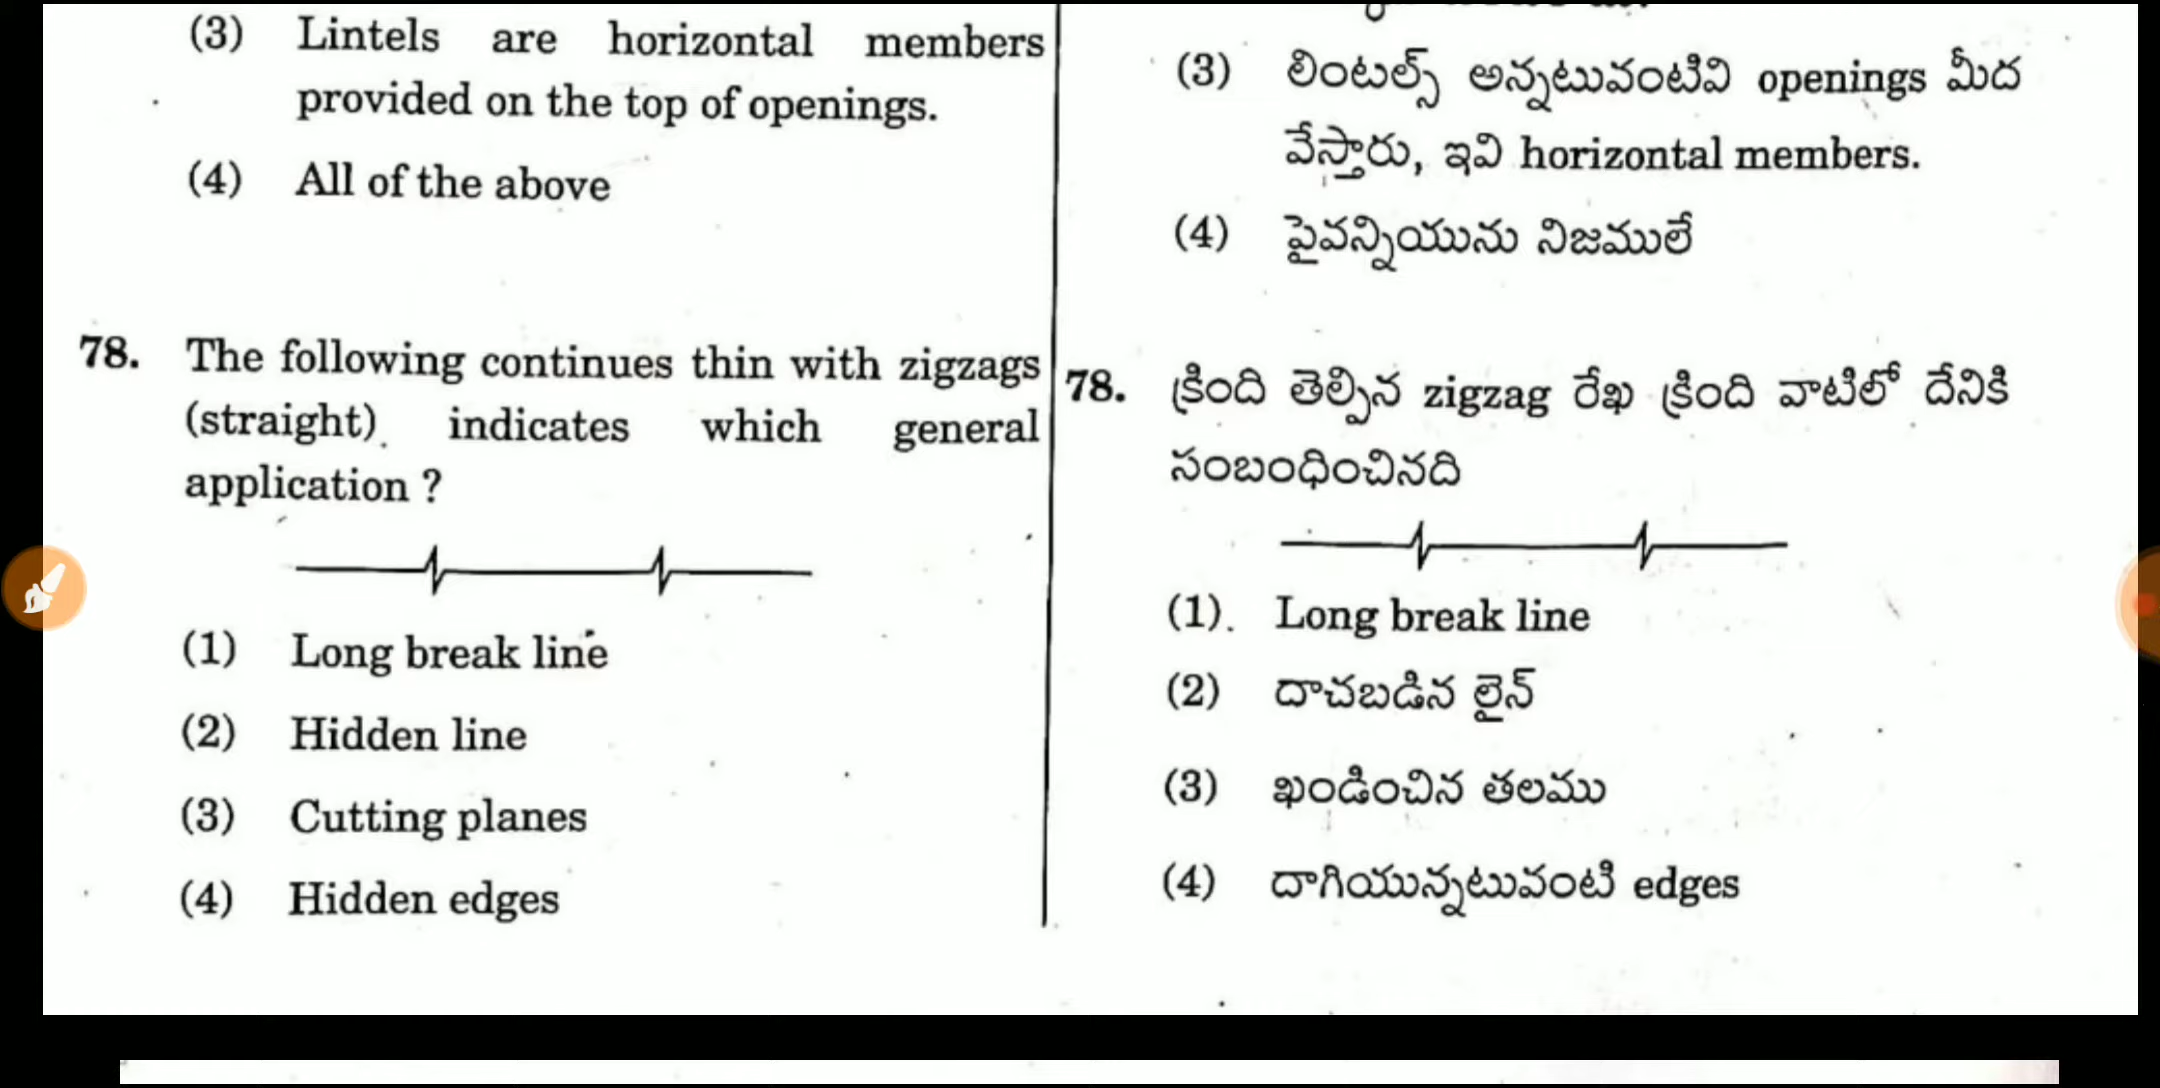 (3) Lintels are horizontal members
provided on the top of openings.
(4) All of the above
78. The following continues thin with zigzags
(straight) indicates which general
application ?
(1) Long break line
(2) Hidden line
(3) Cutting planes
(4) Hidden edges
(3) లింటల్స్ అన్నటువంటివి openings మీద
వేస్తారు, ఇవి horizontal members.
(4) పైవన్నియును నిజములే
78. క్రింది తెల్పిన zigzag రేఖ క్రింది వాటిలో దేనికి
సంబంధించినది
(1). Long break line
(2) దాచబడిన లైన్
(3) ఖండించిన తలము
(4) దాగియున్నటువంటి edges